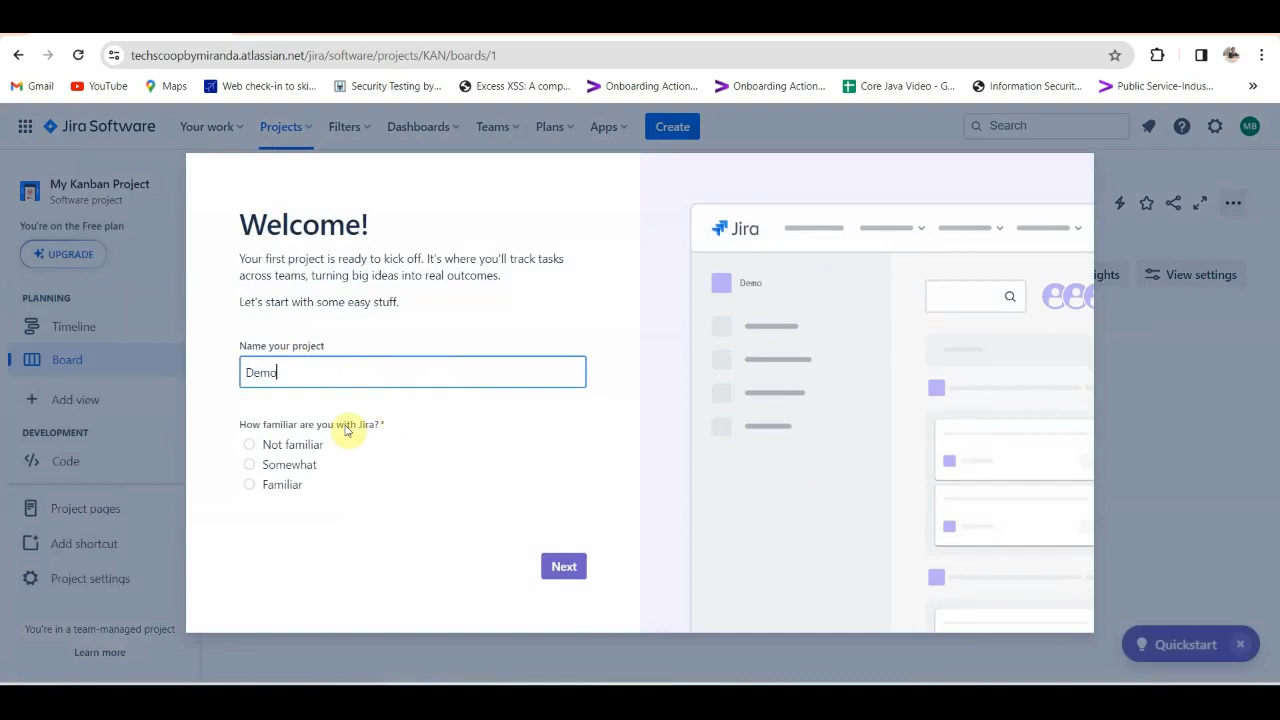 techscoopbymiranda.atlassian.net/jira/software/projects/KAN/boards/1
Gmail YouTube Maps Web check-in to ski... Security Testing by... Excess XSS: A comp... Onboarding Action... Onboarding Action... Core Java Video - G... Information Securit... Public Service-Indus... »
Jira Software Your work Projects Filters Dashboards Teams Plans Apps Create Search MB
My Kanban Project
Software project
You're on the Free plan
UPGRADE
PLANNING
Timeline
Board
Add view
DEVELOPMENT
Code
Project pages
Add shortcut
Project settings
You're in a team-managed project
Learn more
Welcome!
Your first project is ready to kick off. It's where you'll track tasks
across teams, turning big ideas into real outcomes.
Let's start with some easy stuff.
Name your project
Demo
How familiar are you with Jira? *
Not familiar
Somewhat
Familiar
Next
Jira
Demo
ights View settings
Quickstart